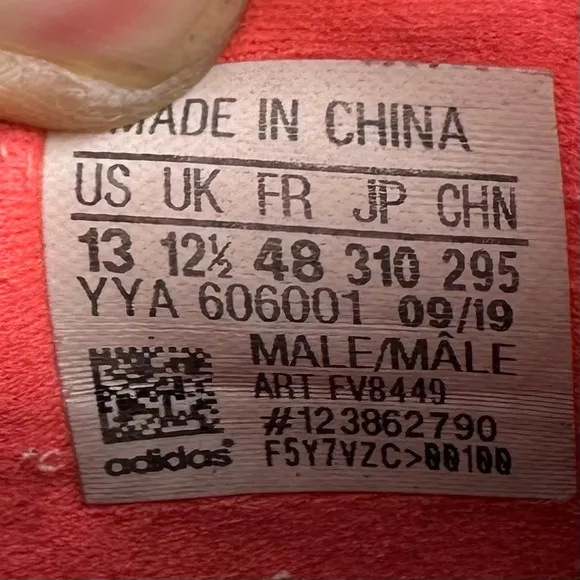 MADE IN CHINA
US UK FR JP CHN
13 12½ 48 310 295
YYA 606001 09/19
MALE/MÂLE
ART FV8449
#123862790
F5Y7VZC>00100
adidas